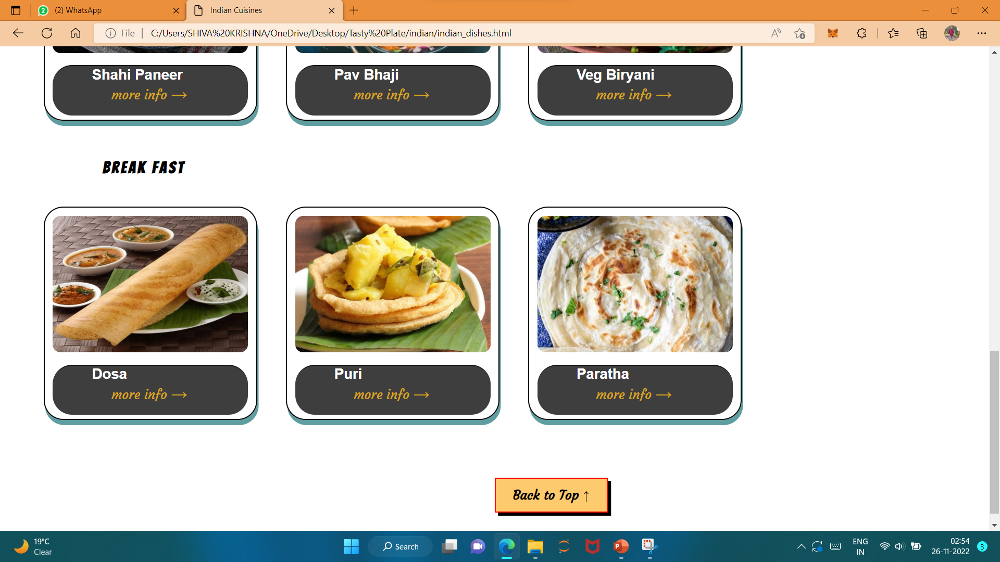 (2) WhatsApp
Indian Cuisines
File
C:/Users/SHIVA%20KRISHNA/OneDrive/Desktop/Tasty%20Plate/indian/indian_dishes.html
Shahi Paneer
more info →
Pav Bhaji
more info →
Veg Biryani
more info →
BREAK FAST
Dosa
more info →
Puri
more info →
Paratha
more info →
Back to Top ↑
19°C
Clear
Search
ENG
IN
02:54
26-11-2022
3